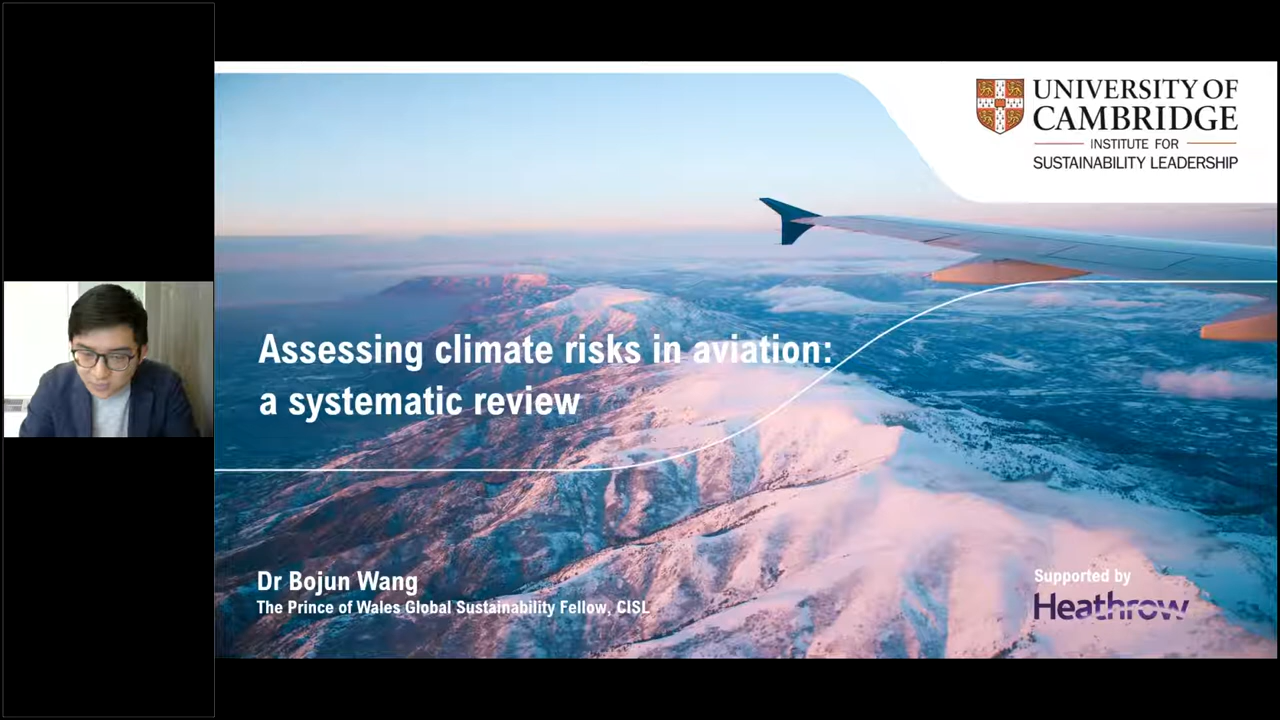 UNIVERSITY OF
CAMBRIDGE
INSTITUTE FOR
SUSTAINABILITY LEADERSHIP
Assessing climate risks in aviation:
a systematic review
Dr Bojun Wang
The Prince of Wales Global Sustainability Fellow, CISL
Supported by
Heathrow